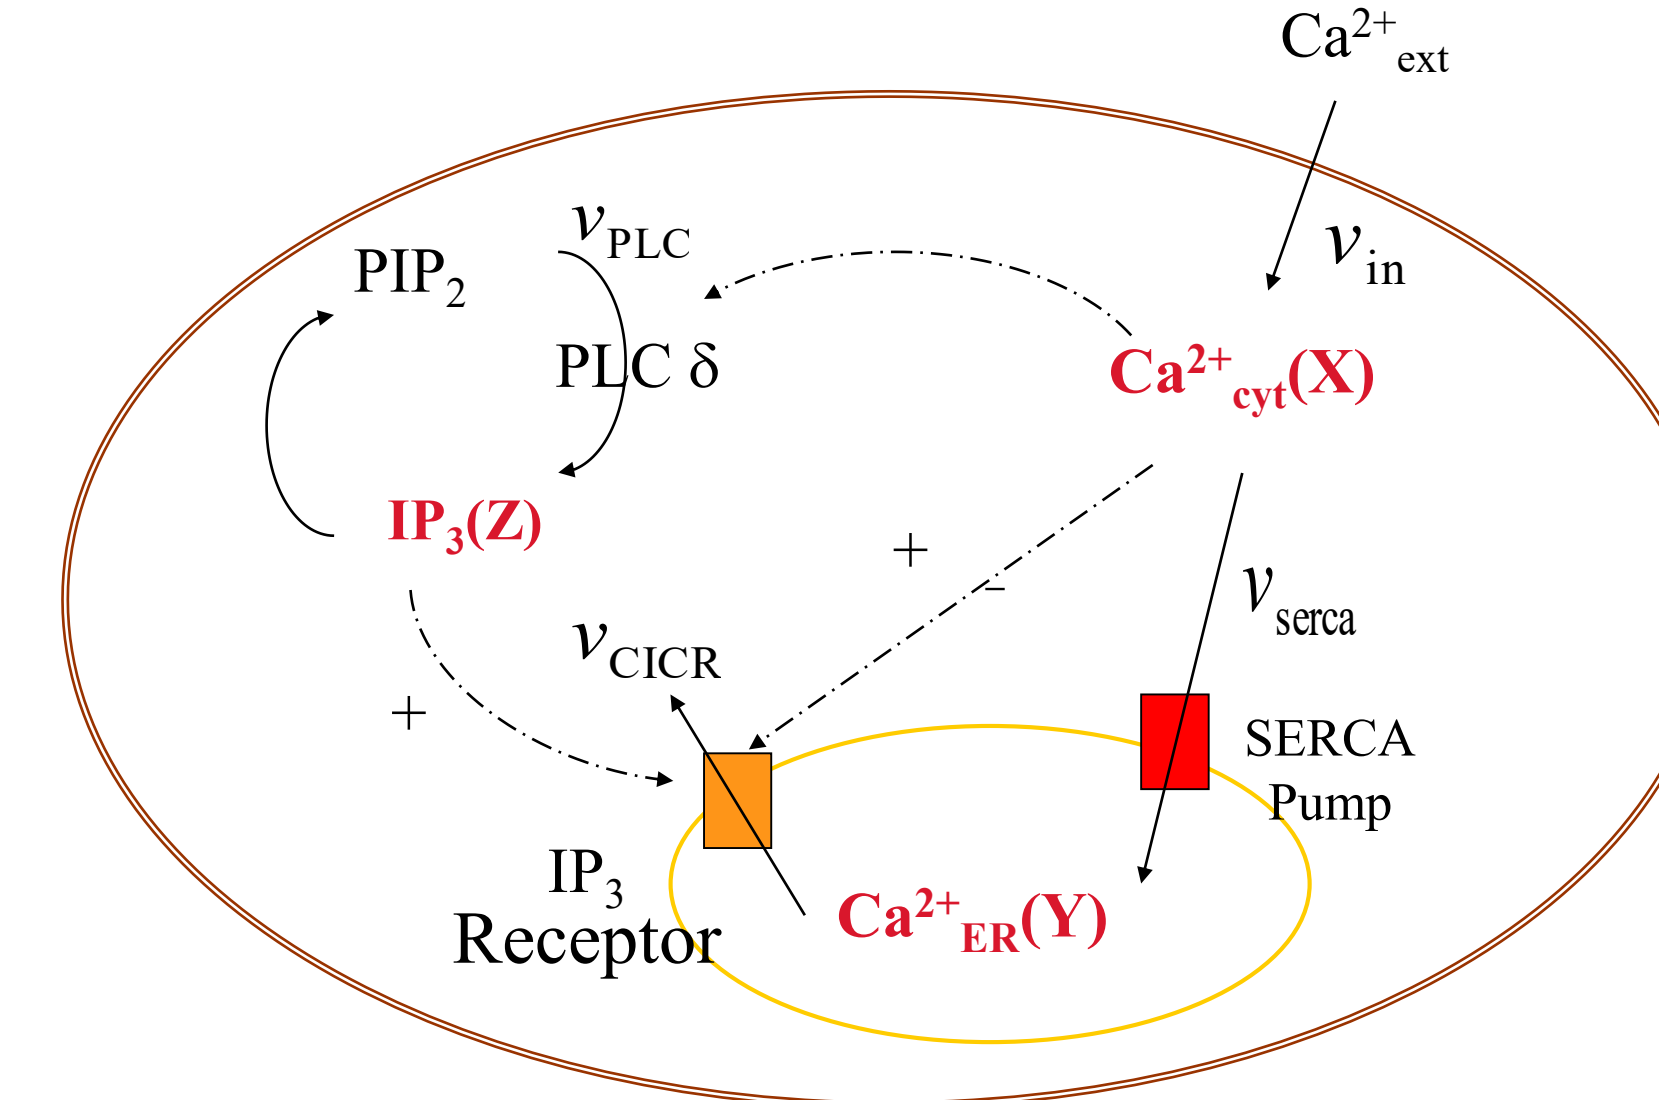 Ca²⁺ext
vPLC
vin
PIP₂
PLC δ
Ca²⁺cyt(X)
IP₃(Z)
+
−
vserca
vCICR
+
SERCA
Pump
IP₃
Receptor
Ca²⁺ER(Y)